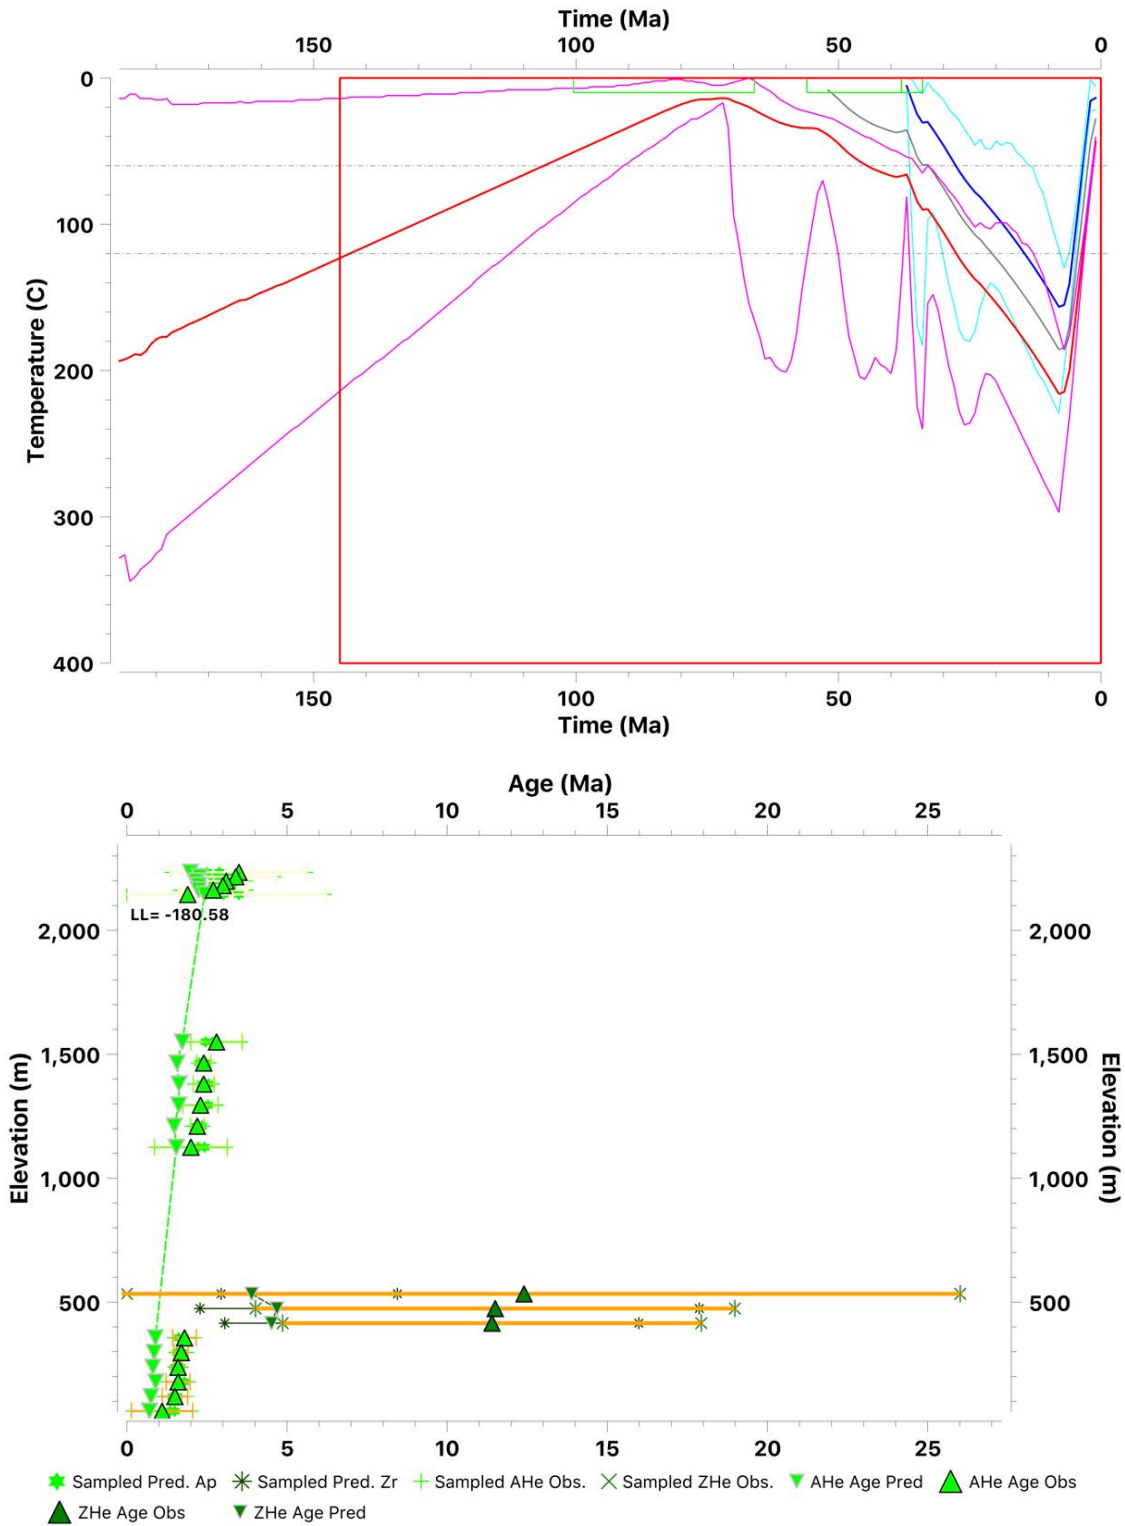 Time (Ma)
150 100 50 0
0
100
200
300
400
Temperature (C)
150 100 50 0
Time (Ma)
Age (Ma)
0 5 10 15 20 25
LL= -180.58
2,000 2,000
1,500 1,500
1,000 1,000
500 500
Elevation (m)
Elevation (m)
0 5 10 15 20 25
Sampled Pred. Ap Sampled Pred. Zr Sampled AHe Obs. Sampled ZHe Obs. AHe Age Pred AHe Age Obs
ZHe Age Obs ZHe Age Pred